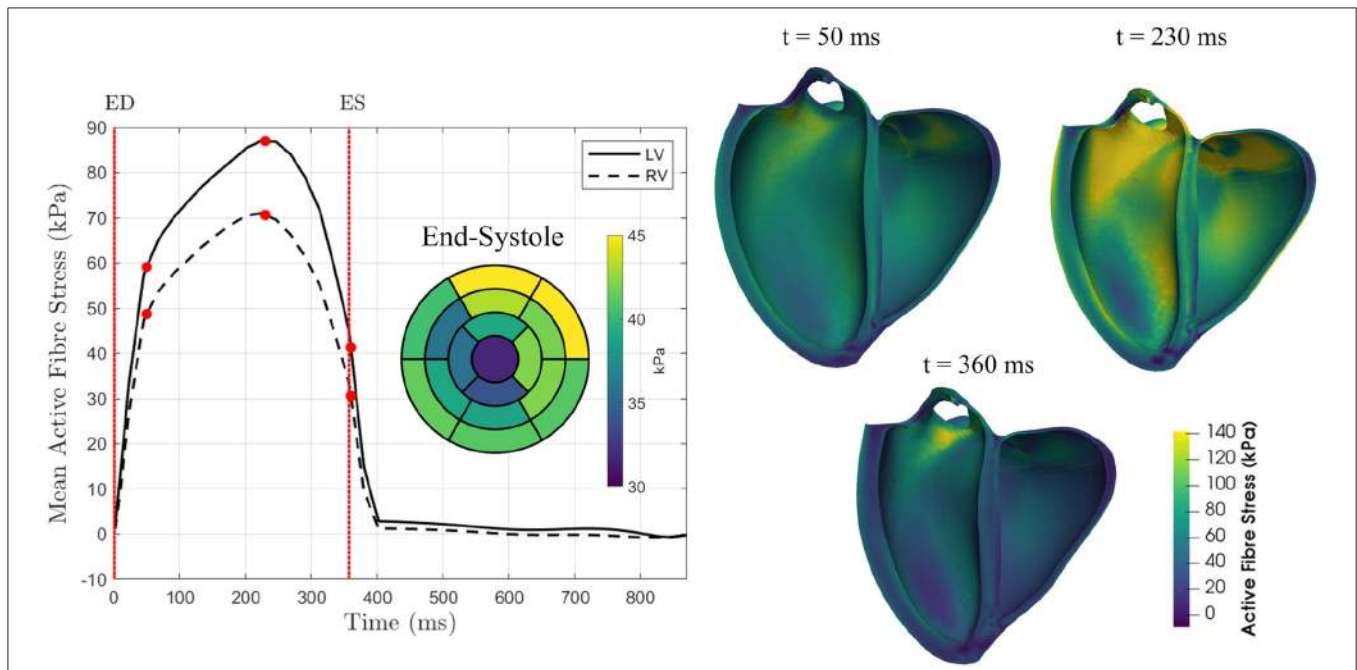 t = 50 ms
t = 230 ms
ED
ES
90
80
70
60
50
40
30
20
10
0
-10
Mean Active Fibre Stress (kPa)
LV
RV
End-Systole
45
40
35
30
kPa
0
100
200
300
400
500
600
700
800
Time (ms)
t = 360 ms
140
120
100
80
60
40
20
0
Active Fibre Stress (kPa)